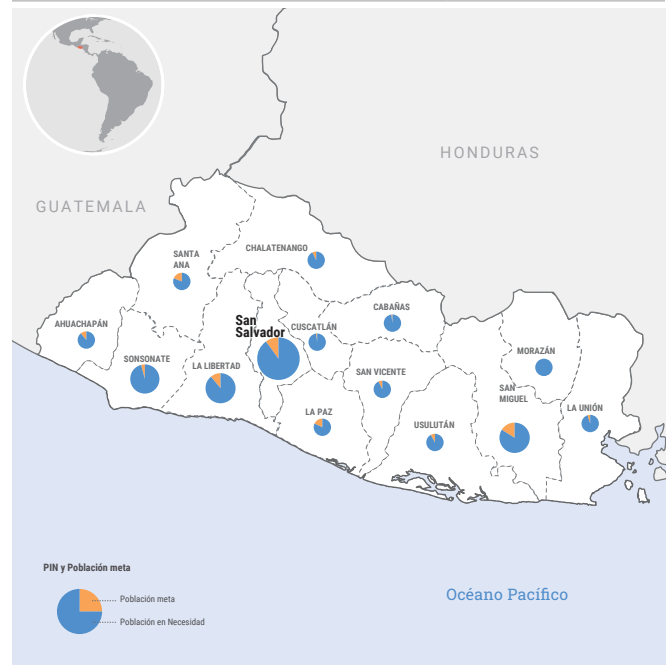 HONDURAS
GUATEMALA
SANTA
ANA
CHALATENANGO
CABAÑAS
AHUACHAPÁN
San
Salvador
CUSCATLÁN
SONSONATE
LA LIBERTAD
MORAZÁN
SAN VICENTE
SAN
MIGUEL
LA PAZ
USULUTÁN
LA UNIÓN
PIN y Población meta
Población meta
Población en Necesidad
Océano Pacífico